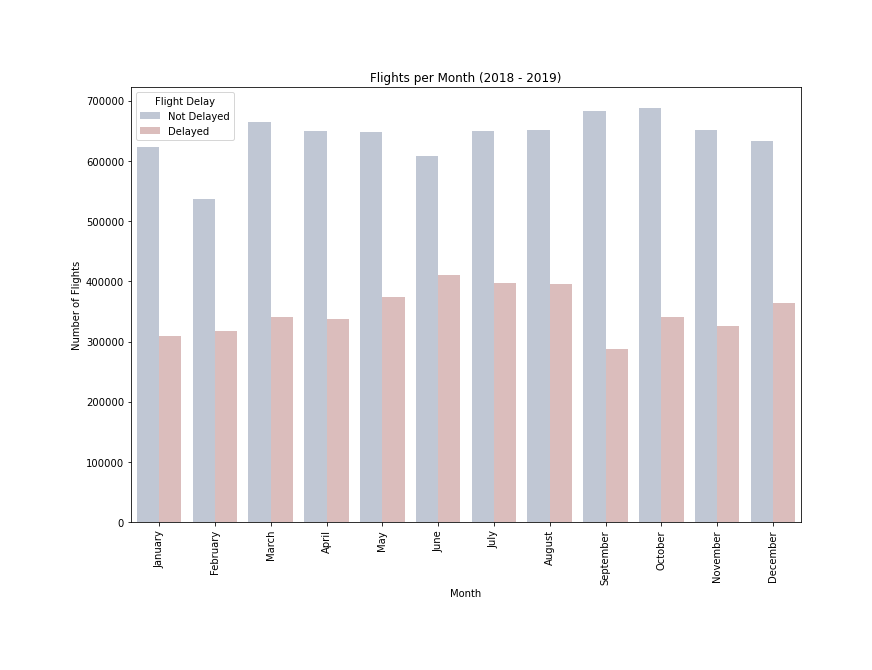 Flights per Month (2018 - 2019)
Flight Delay
Not Delayed
Delayed
Number of Flights
700000
600000
500000
400000
300000
200000
100000
0
January
February
March
April
May
June
July
August
September
October
November
December
Month